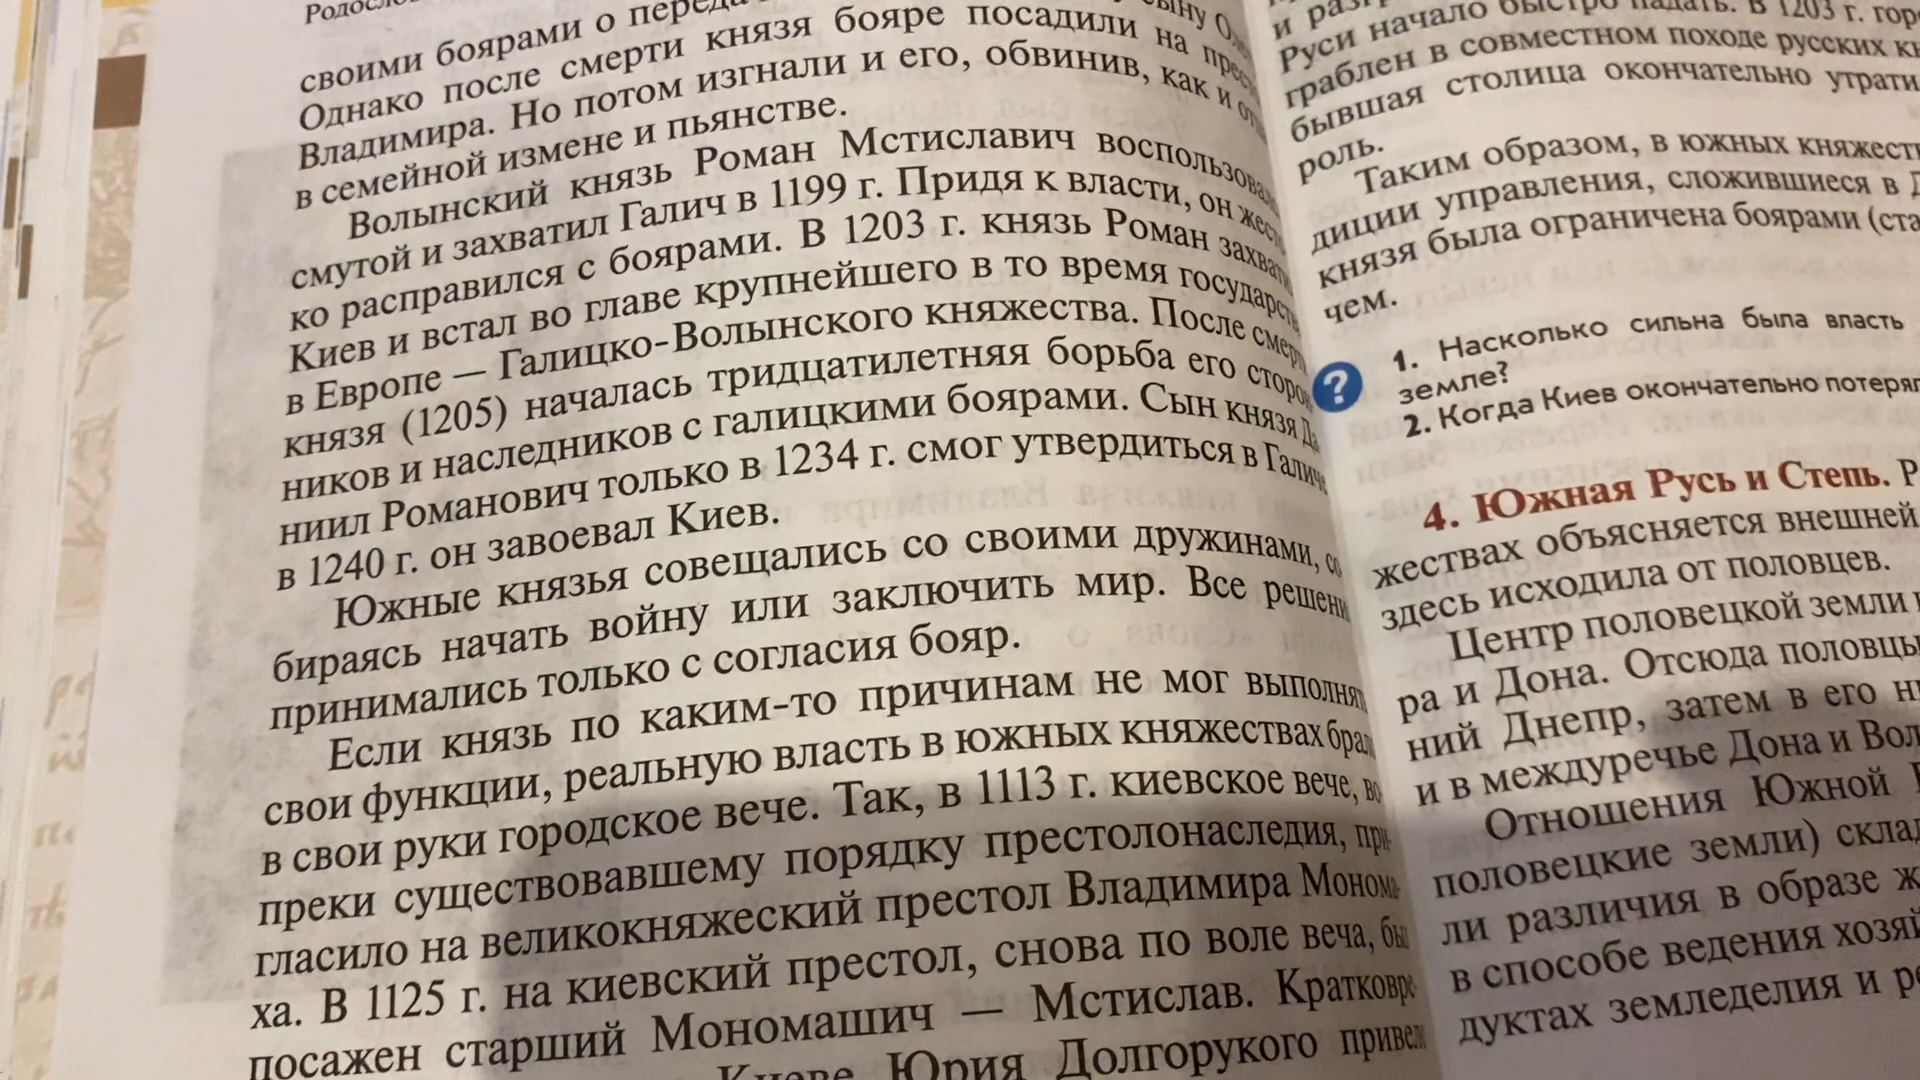 своими боярами о
Однако после смерти князя бояре посадили на
Владимира. Но потом изгнали и его, обвинив, как и
в семейной измене и пьянстве.
Волынский князь Роман Мстиславич
смутой и захватил Галич в 1199 г. Придя к власти, он
ко расправился с боярами. В 1203 г. князь Роман
Киев и встал во главе крупнейшего в то время
в Европе — Галицко-Волынского княжества. После
князя (1205) началась тридцатилетняя борьба его
ников и наследников с галицкими боярами. Сын князя
ниил Романович только в 1234 г. смог утвердиться в
в 1240 г. он завоевал Киев.
Южные князья совещались со своими дружинами, со
бираясь начать войну или заключить мир. Все
принимались только с согласия бояр.
Если князь по каким-то причинам не мог
свои функции, реальную власть в южных княжествах
в свои руки городское вече. Так, в 1113 г. киевское вече, во
преки существовавшему порядку престолонаследия, при-
гласило на великокняжеский престол Владимира Монома-
ха. В 1125 г. на киевский престол, снова по воле веча,
посажен старший Мономашич — Мстислав.
Юрия Долгорукого
Руси начало быстро падать. В 1203 г.
граблен в совместном походе русских
бывшая столица окончательно
роль.
Таким образом, в южных
диции управления, сложившиеся в
князя была ограничена боярами
чем.
1. Насколько сильна была власть
земле?
2. Когда Киев окончательно
4. Южная Русь и Степь.
жествах объясняется внешней
здесь исходила от половцев.
Центр половецкой земли
ра и Дона. Отсюда половцы
ний Днепр, затем в его
и в междуречье Дона и
Отношения Южной
половецкие земли)
ли различия в образе
в способе ведения
дуктах земледелия и